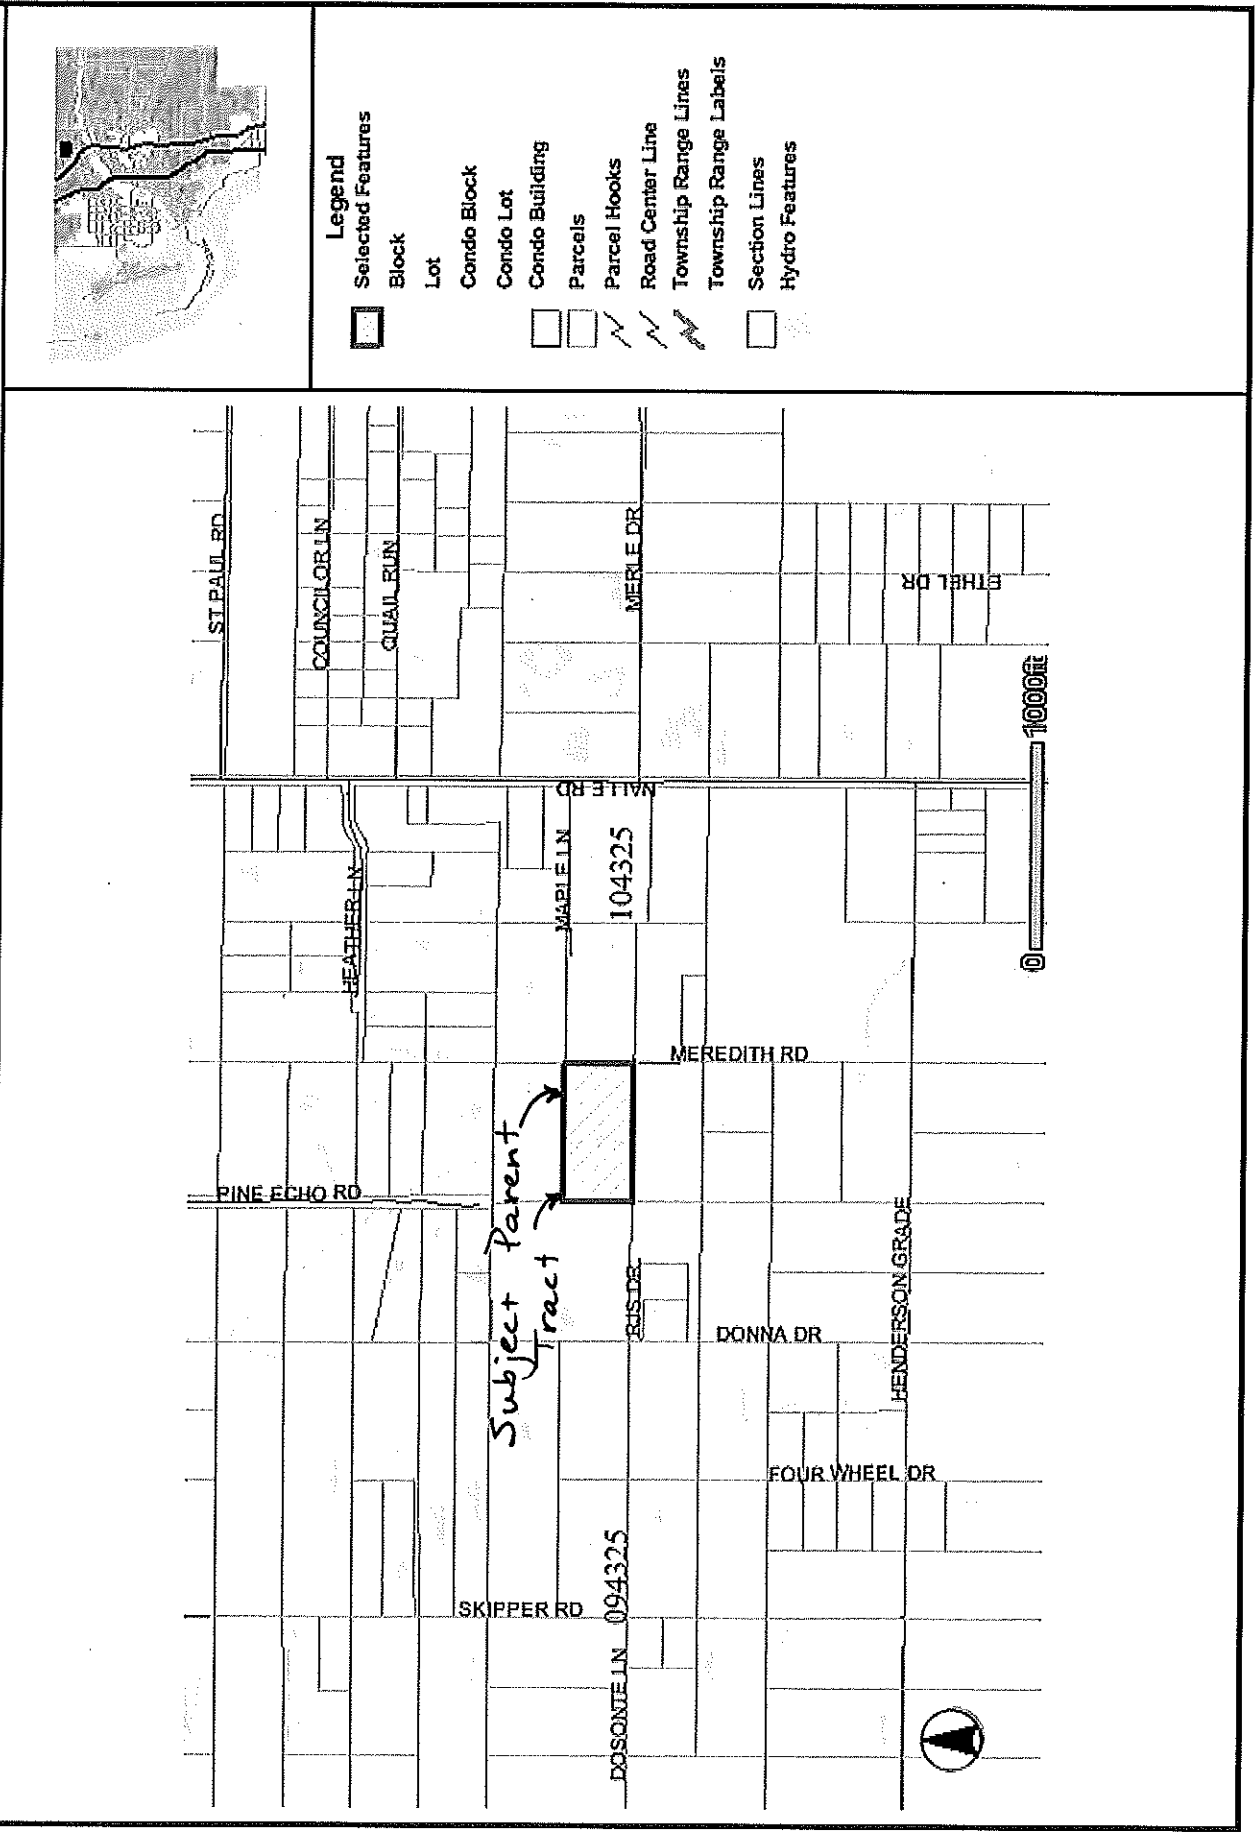 Legend
Selected Features
Block
Lot
Condo Block
Condo Lot
Condo Building
Parcels
Parcel Hooks
Road Center Line
Township Range Lines
Township Range Labels
Section Lines
Hydro Features
ST PAUL RD
COUNCILOR LN
QUAIL RUN
MERLE DR
ETHEL DR
NALLE RD
HEATHER LN
MAPLE LN
104325
MEREDITH RD
PINE ECHO RD
Subject Parent
Tract
IRIS DR
DONNA DR
HENDERSON GRADE
FOUR WHEEL DR
SKIPPER RD
DOSONTE LN
094325
0 1000ft